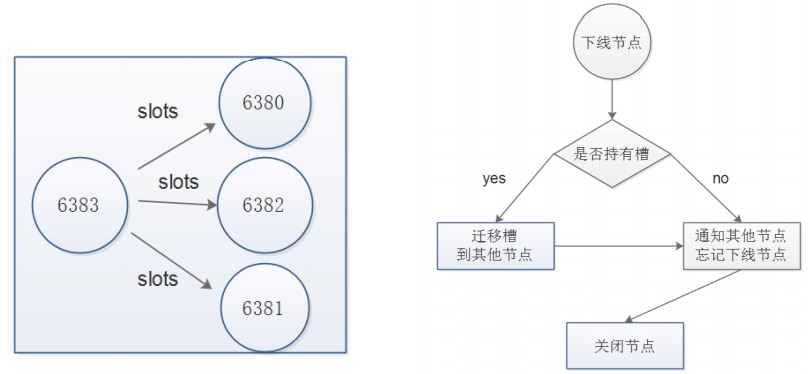 slots
6380
slots
6383
6382
slots
6381
下线节点
是否持有槽
yes
no
迁移槽
到其他节点
通知其他节点
忘记下线节点
关闭节点